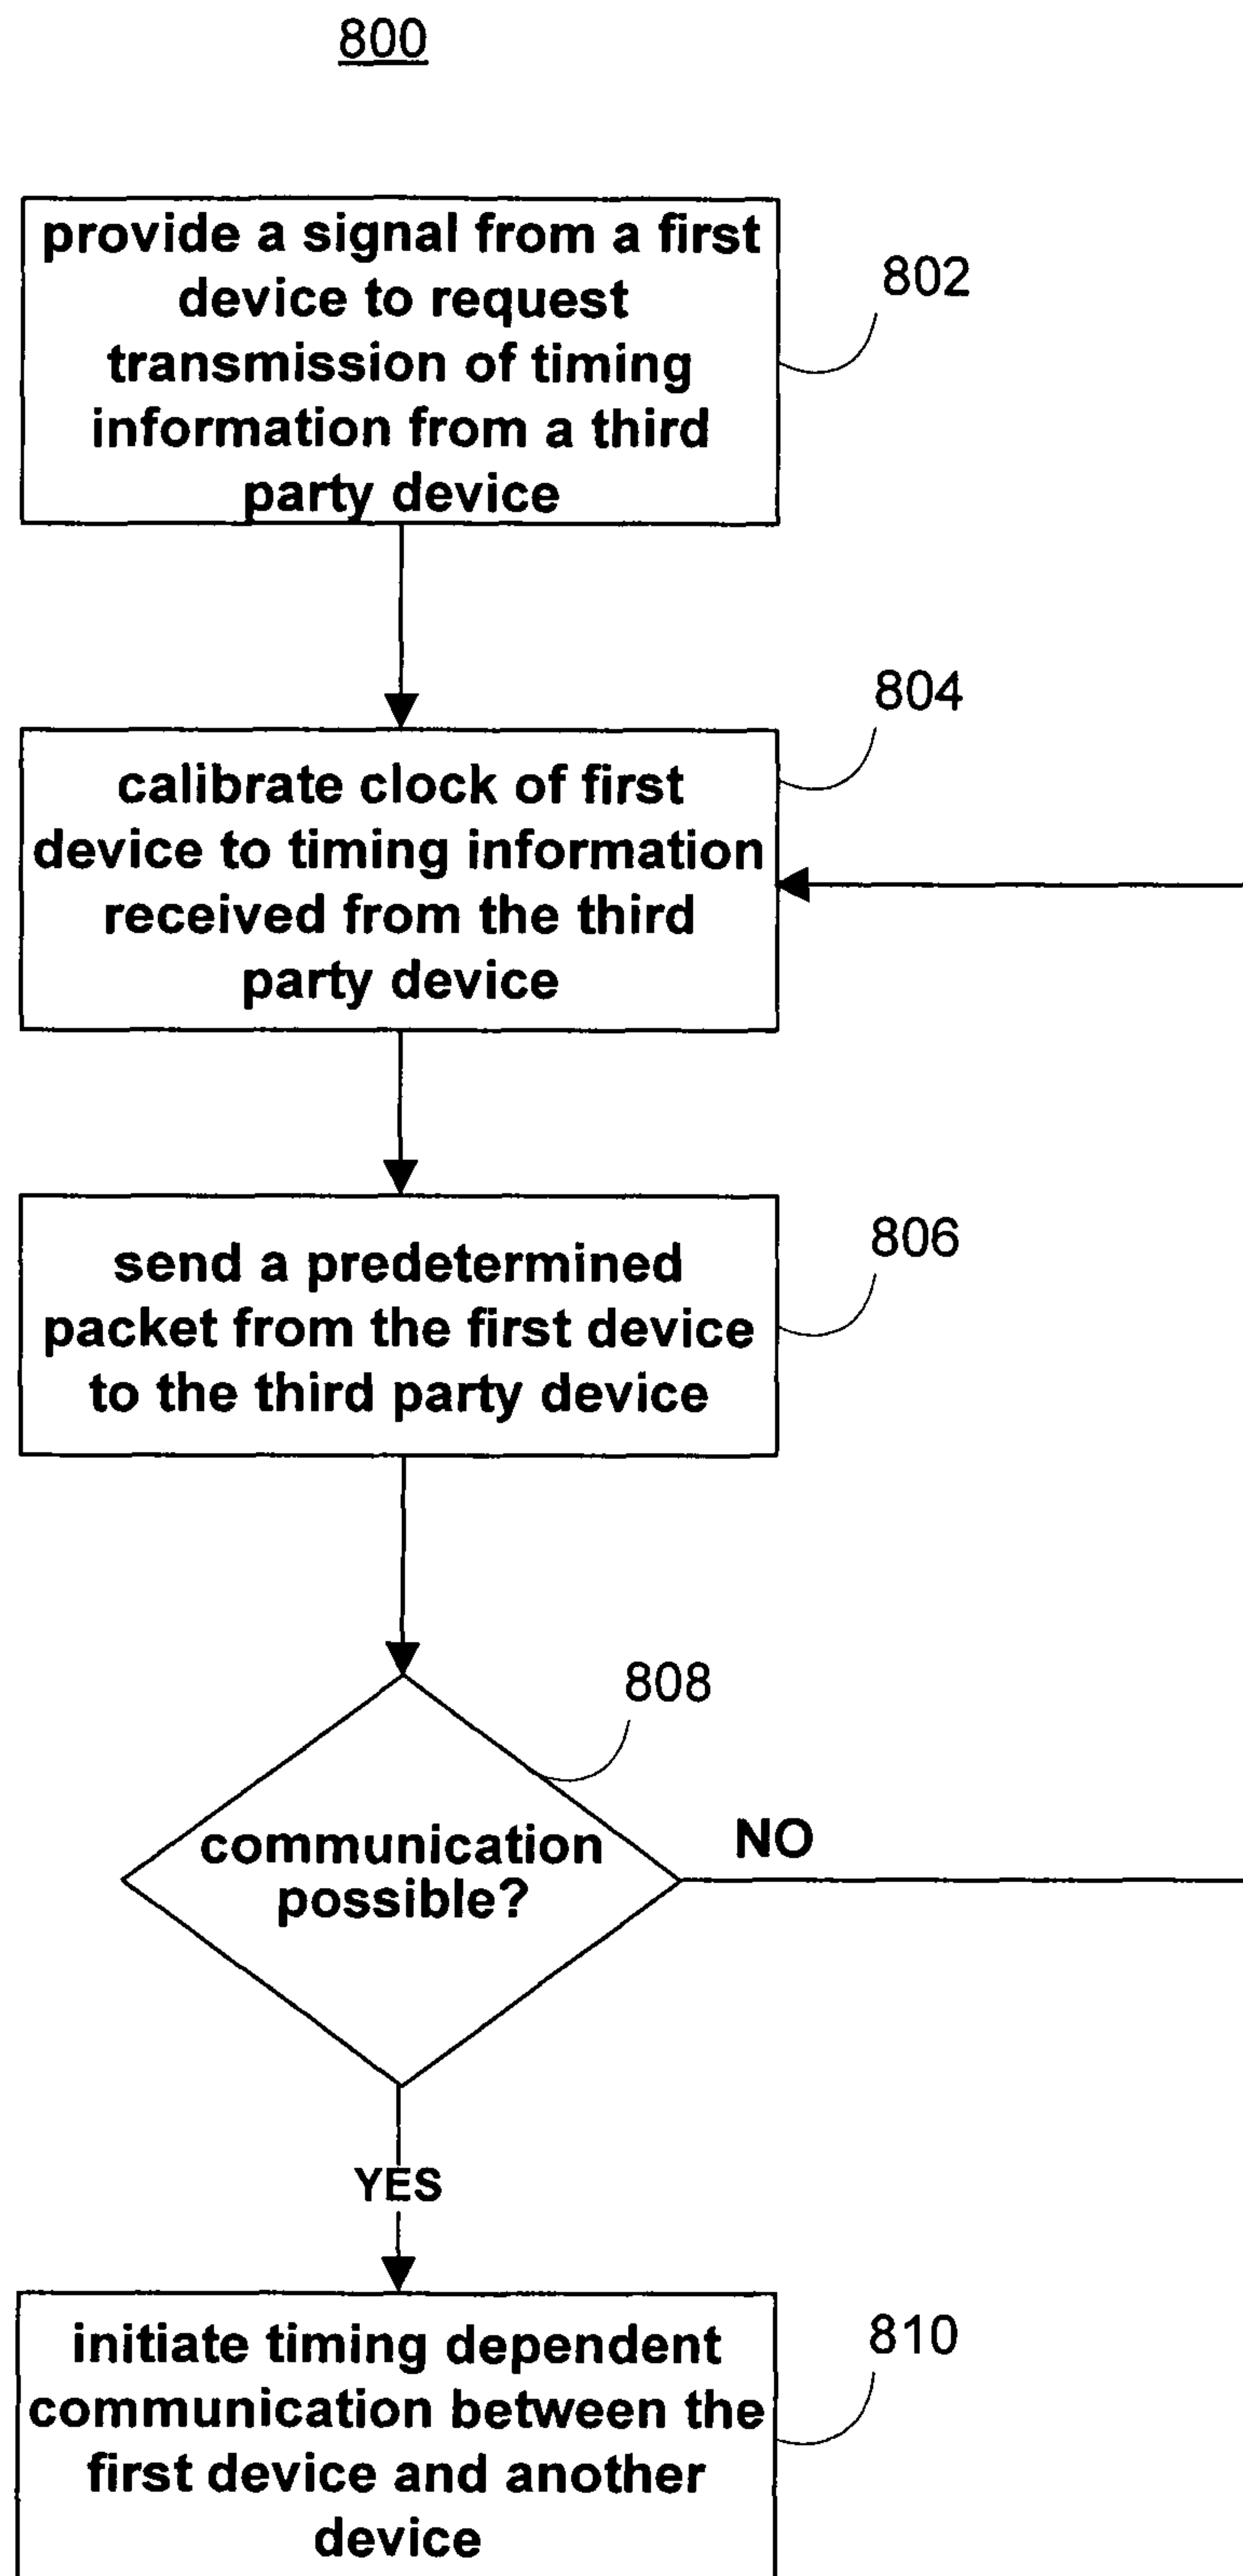 800
provide a signal from a first
device to request
transmission of timing
information from a third
party device
802
calibrate clock of first
device to timing information
received from the third
party device
804
send a predetermined
packet from the first device
to the third party device
806
communication
possible?
808
NO
YES
initiate timing dependent
communication between the
first device and another
device
810